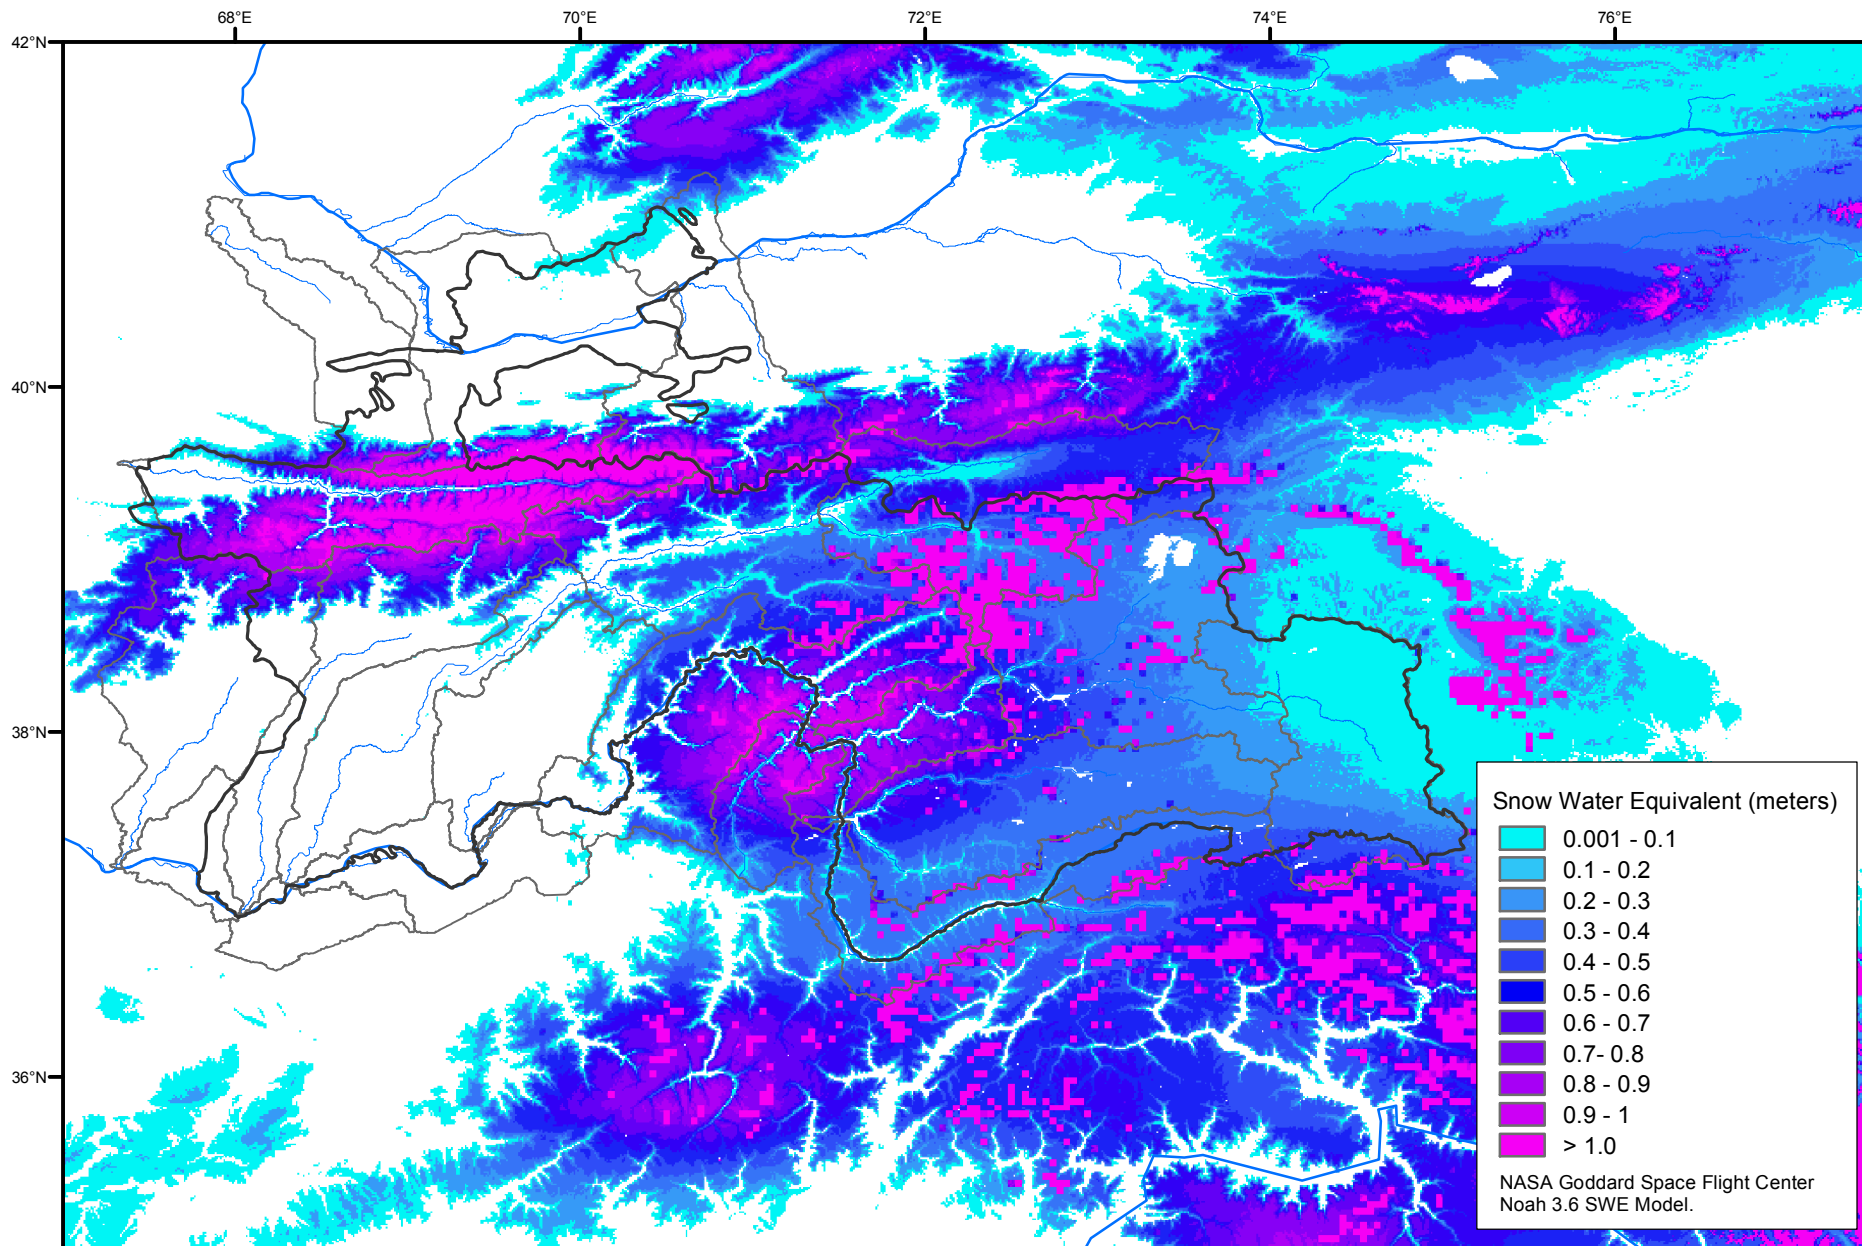 68°E
70°E
72°E
74°E
76°E
42°N
40°N
38°N
36°N
Snow Water Equivalent (meters)
0.001 - 0.1
0.1 - 0.2
0.2 - 0.3
0.3 - 0.4
0.4 - 0.5
0.5 - 0.6
0.6 - 0.7
0.7- 0.8
0.8 - 0.9
0.9 - 1
> 1.0
NASA Goddard Space Flight Center
Noah 3.6 SWE Model.